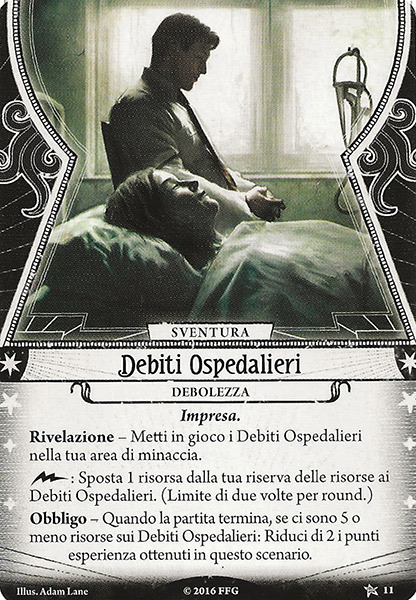 SVENTURA
Debiti Ospedalieri
DEBOLEZZA
Impresa.
Rivelazione – Metti in gioco i Debiti Ospedalieri
nella tua area di minaccia.
: Sposta 1 risorsa dalla tua riserva delle risorse ai
Debiti Ospedalieri. (Limite di due volte per round.)
Obbligo – Quando la partita termina, se ci sono 5 o
meno risorse sui Debiti Ospedalieri: Riduci di 2 i punti
esperienza ottenuti in questo scenario.
Illus. Adam Lane © 2016 FFG 11